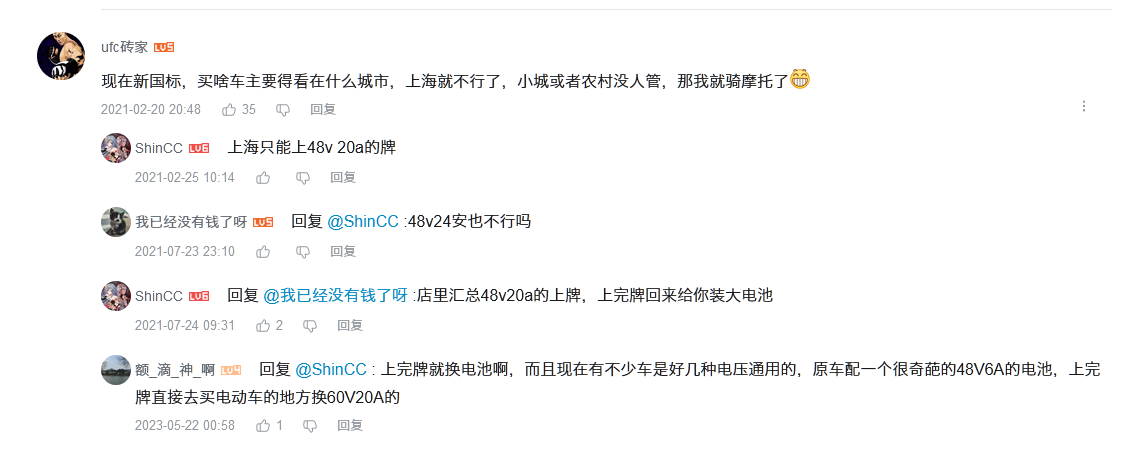 ufc砖家 LV5
现在新国标，买啥车主要得看在什么城市，上海就不行了，小城或者农村没人管，那我就骑摩托了
2021-02-20 20:48 35 回复
ShinCC LV6 上海只能上48v 20a的牌
2021-02-25 10:14 回复
我已经没有钱了呀 LV5 回复 @ShinCC :48v24安也不行吗
2021-07-23 23:10 回复
ShinCC LV6 回复 @我已经没有钱了呀 :店里汇总48v20a的上牌，上完牌回来给你装大电池
2021-07-24 09:31 2 回复
额_滴_神_啊 LV4 回复 @ShinCC : 上完牌就换电池啊，而且现在有不少车是好几种电压通用的，原车配一个很奇葩的48V6A的电池，上完
牌直接去买电动车的地方换60V20A的
2023-05-22 00:58 1 回复